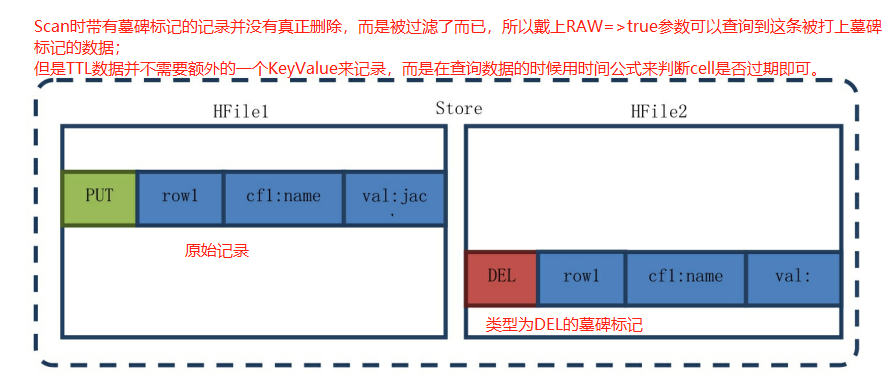 Scan时带有墓碑标记的记录并没有真正删除，而是被过滤了而已，所以戴上RAW=>true参数可以查询到这条被打上墓碑
标记的数据；
但是TTL数据并不需要额外的一个KeyValue来记录，而是在查询数据的时候用时间公式来判断cell是否过期即可。
HFile1 Store HFile2
PUT row1 cf1:name val:jac
原始记录
DEL row1 cf1:name val:
类型为DEL的墓碑标记